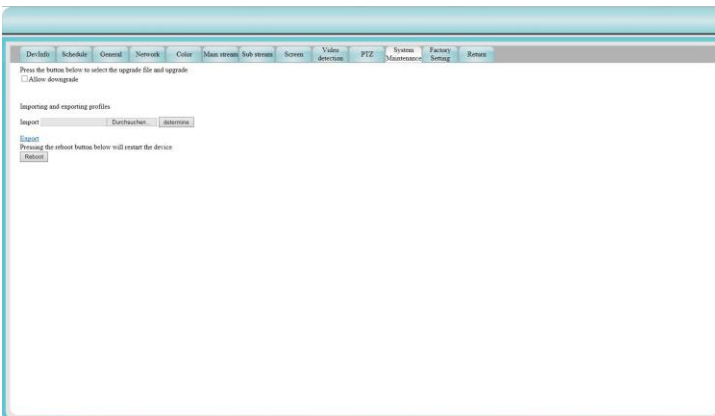 DevInfo Schedule General Network Color Main stream Sub stream Screen Video detection PTZ System Maintenance Factory Setting Return
Press the button below to select the upgrade file and upgrade
Allow downgrade
Importing and exporting profiles
Import Durchsuchen... determine
Export
Pressing the reboot button below will restart the device
Reboot